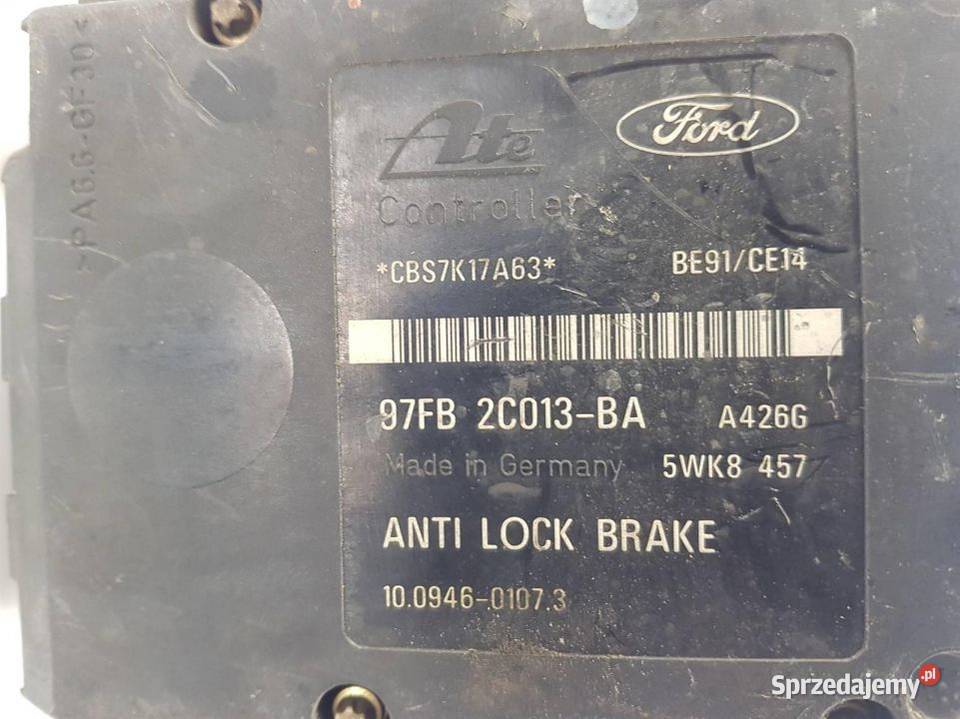 >PA6.6-GF30<
Ate
Ford
Controller
*CBS7K17A63* BE91/CE14
97FB 2C013-BA A426G
Made in Germany 5WK8 457
ANTI LOCK BRAKE
10.0946-0107.3
Sprzedajemy.pl